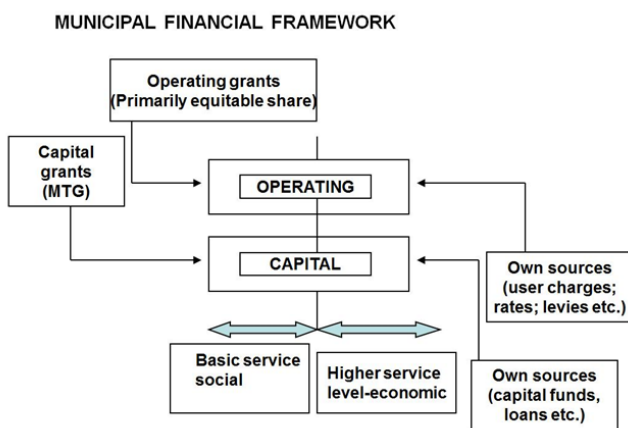 MUNICIPAL FINANCIAL FRAMEWORK
Operating grants
(Primarily equitable share)
Capital
grants
(MTG)
OPERATING
CAPITAL
Own sources
(user charges;
rates; levies etc.)
Basic service
social
Higher service
level-economic
Own sources
(capital funds,
loans etc.)